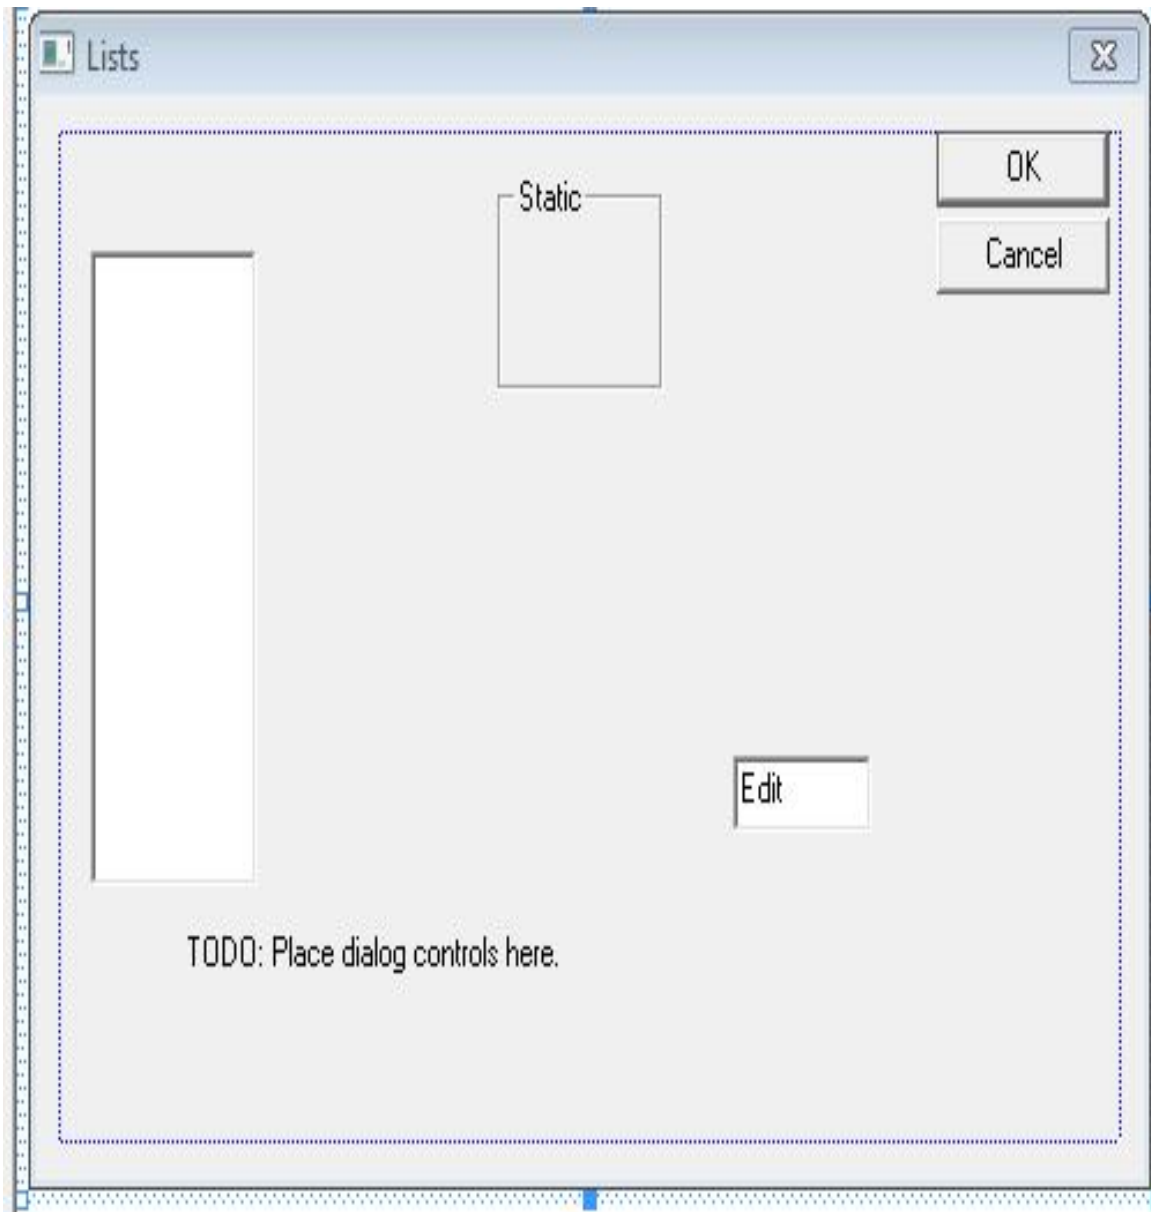 Lists
Static
OK
Cancel
Edit
TODO: Place dialog controls here.